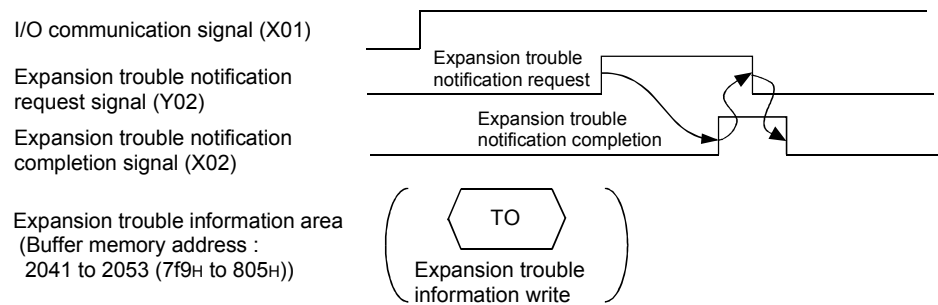 I/O communication signal (X01)
Expansion trouble
notification request
Expansion trouble notification
request signal (Y02)
Expansion trouble
notification completion
Expansion trouble notification
completion signal (X02)
Expansion trouble information area
(Buffer memory address :
2041 to 2053 (7f9H to 805H))
TO
Expansion trouble
information write